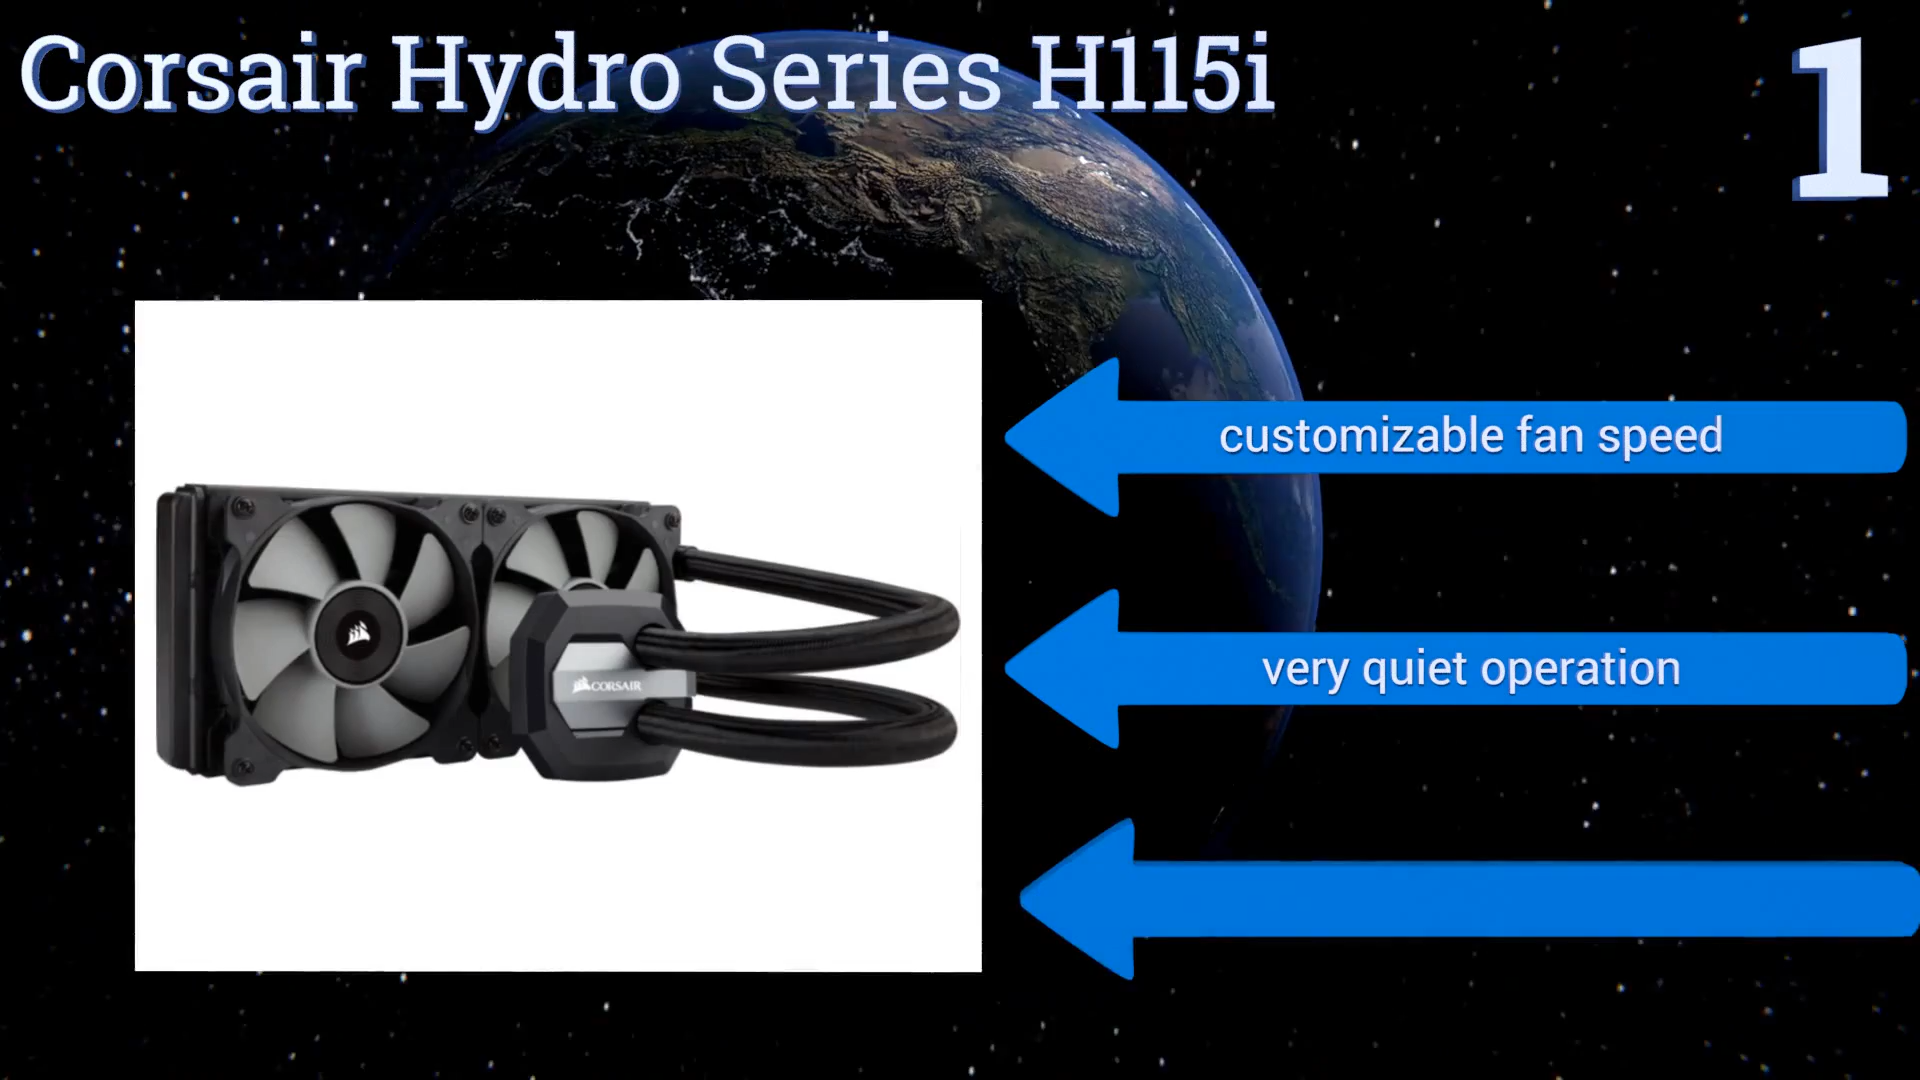 Corsair Hydro Series H115i
1
customizable fan speed
very quiet operation
CORSAIR